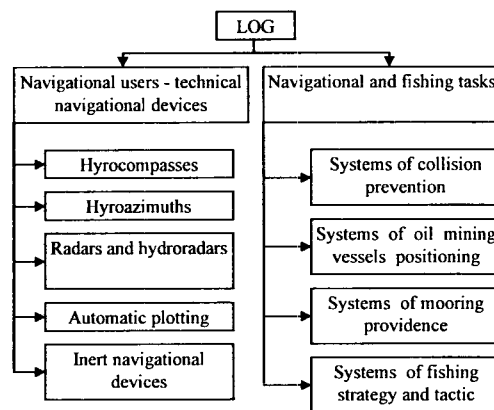 LOG
Navigational users - technical
navigational devices
Hyrocompasses
Hyroazimuths
Radars and hydroradars
Automatic plotting
Inert navigational
devices
Navigational and fishing tasks
Systems of collision
prevention
Systems of oil mining
vessels positioning
Systems of mooring
providence
Systems of fishing
strategy and tactic